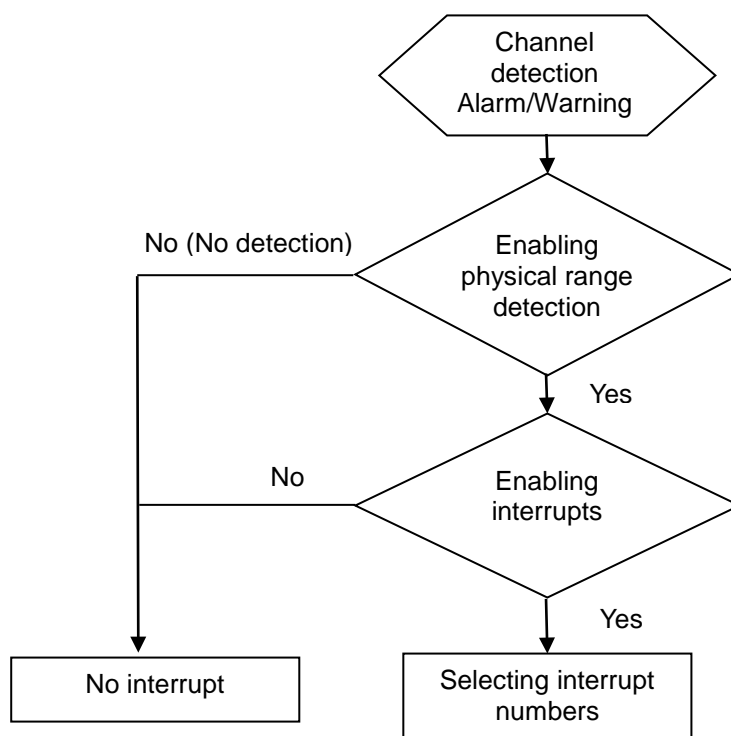 Channel
detection
Alarm/Warning
No (No detection)
Enabling
physical range
detection
Yes
No
Enabling
interrupts
Yes
No interrupt
Selecting interrupt
numbers